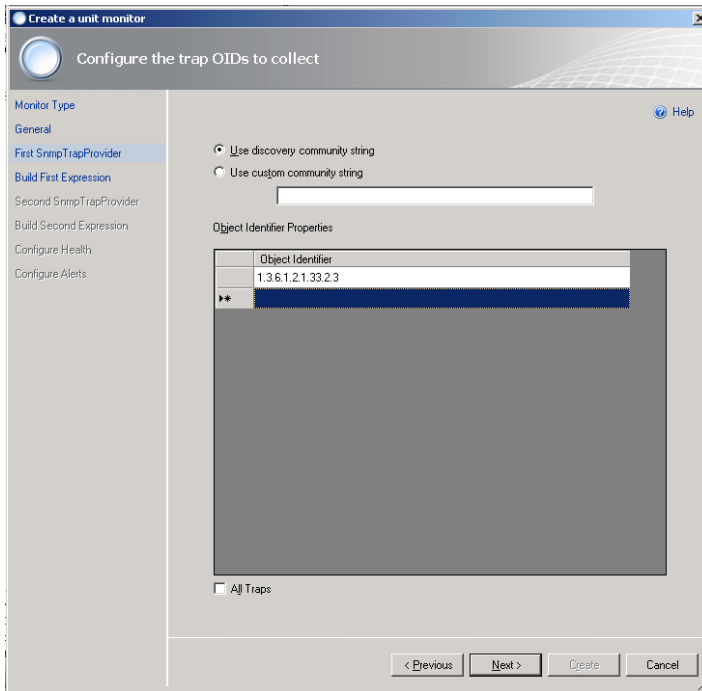 Create a unit monitor
Configure the trap OIDs to collect
Monitor Type
General
First SnmpTrapProvider
Build First Expression
Second SnmpTrapProvider
Build Second Expression
Configure Health
Configure Alerts
Help
Use discovery community string
Use custom community string
Object Identifier Properties
Object Identifier
1.3.6.1.2.1.33.2.3
All Traps
< Previous
Next >
Create
Cancel